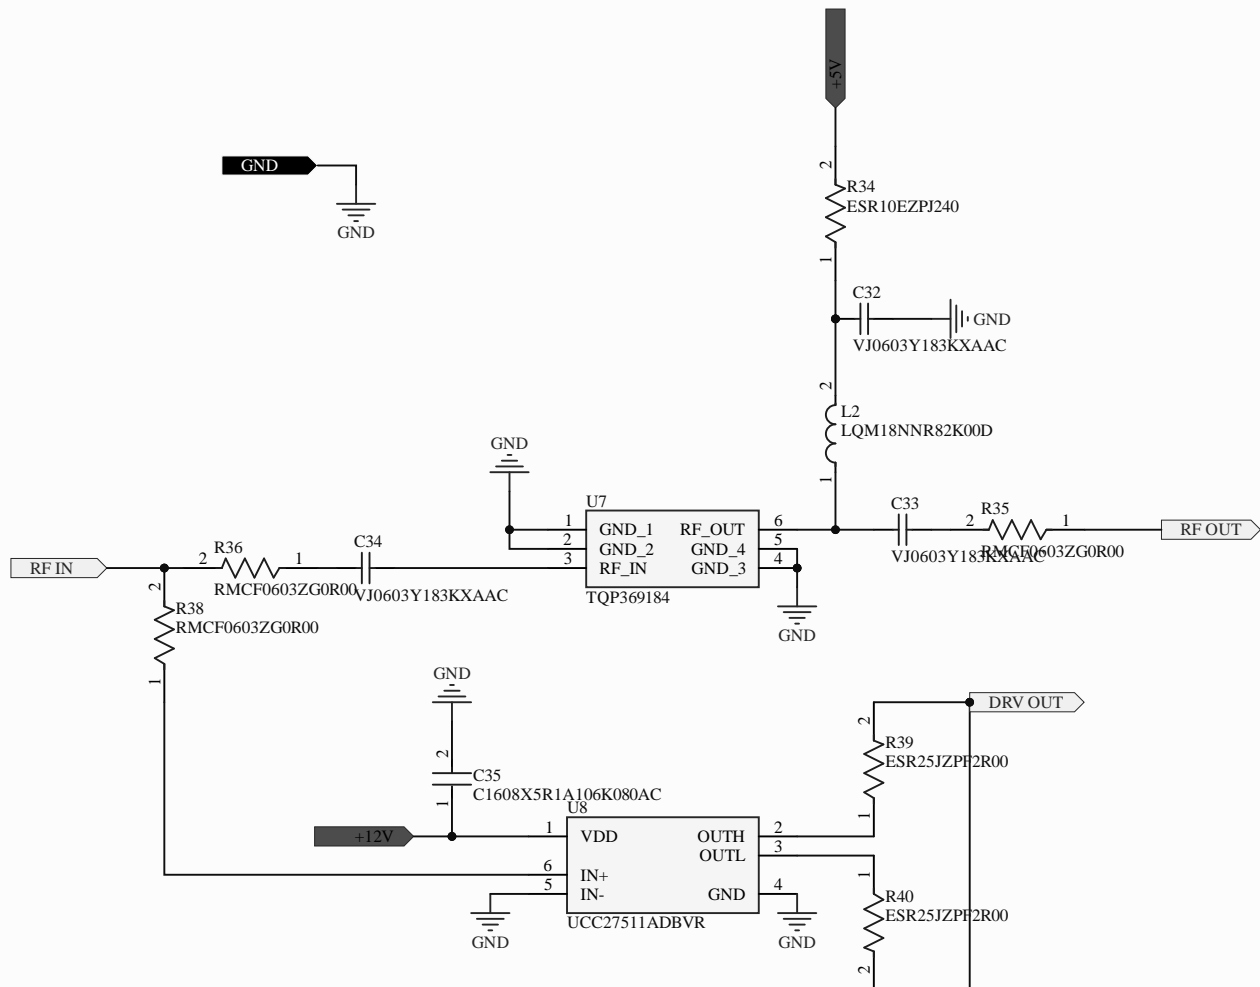 +5V
GND
GND
2
R34
ESR10EZPJ240
1
C32
GND
VJ0603Y183KXAAC
2
L2
LQM18NNR82K00D
1
GND
U7
1 GND_1 RF_OUT 6
2 GND_2 GND_4 5
3 RF_IN GND_3 4
TQP369184
GND
C33
VJ0603Y183KXAAC
2 R35 1
RMCF0603ZG0R00
RF OUT
RF IN
2 R36 1
RMCF0603ZG0R00
C34
VJ0603Y183KXAAC
2
R38
RMCF0603ZG0R00
1
GND
2
C35
C1608X5R1A106K080AC
1
+12V
U8
1 VDD OUTH 2
OUTL 3
6 IN+
5 IN- GND 4
UCC27511ADBVR
GND
GND
DRV OUT
2
R39
ESR25JZPF2R00
1
1
R40
ESR25JZPF2R00
2